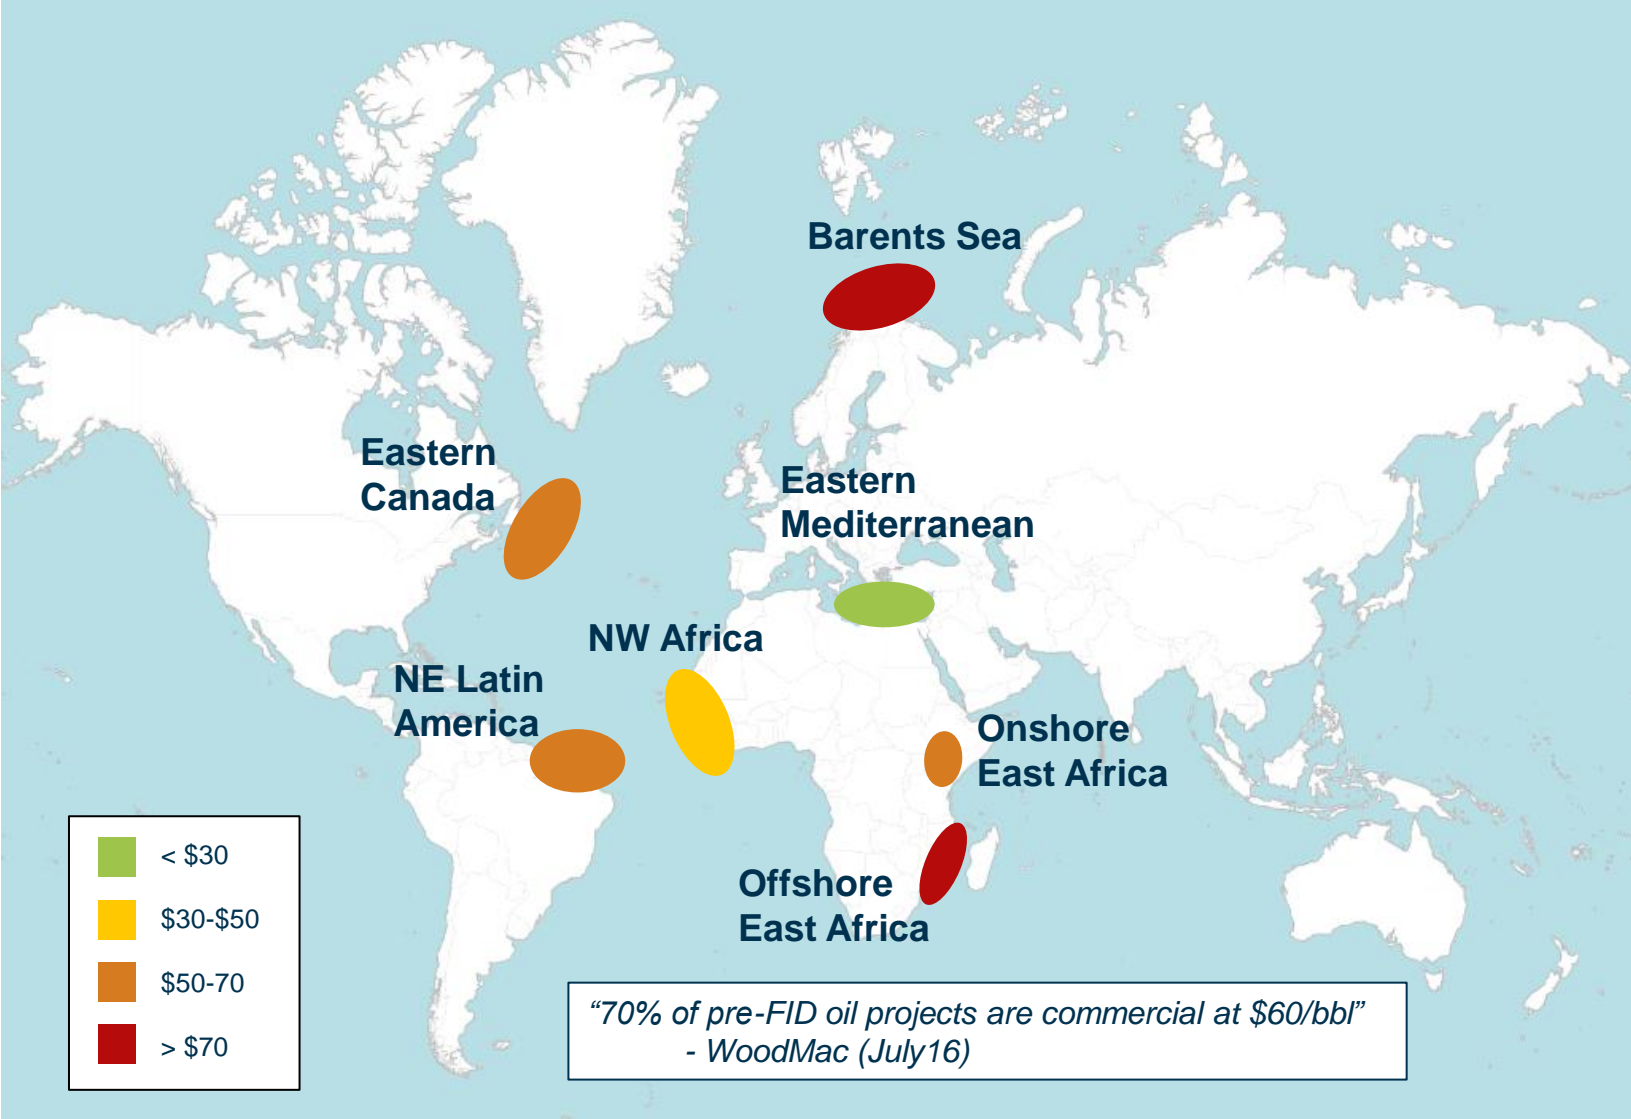 Barents Sea
Eastern
Canada
Eastern
Mediterranean
NW Africa
NE Latin
America
Onshore
East Africa
Offshore
East Africa
< $30
$30-$50
$50-70
> $70
“70% of pre-FID oil projects are commercial at $60/bbl”
- WoodMac (July16)